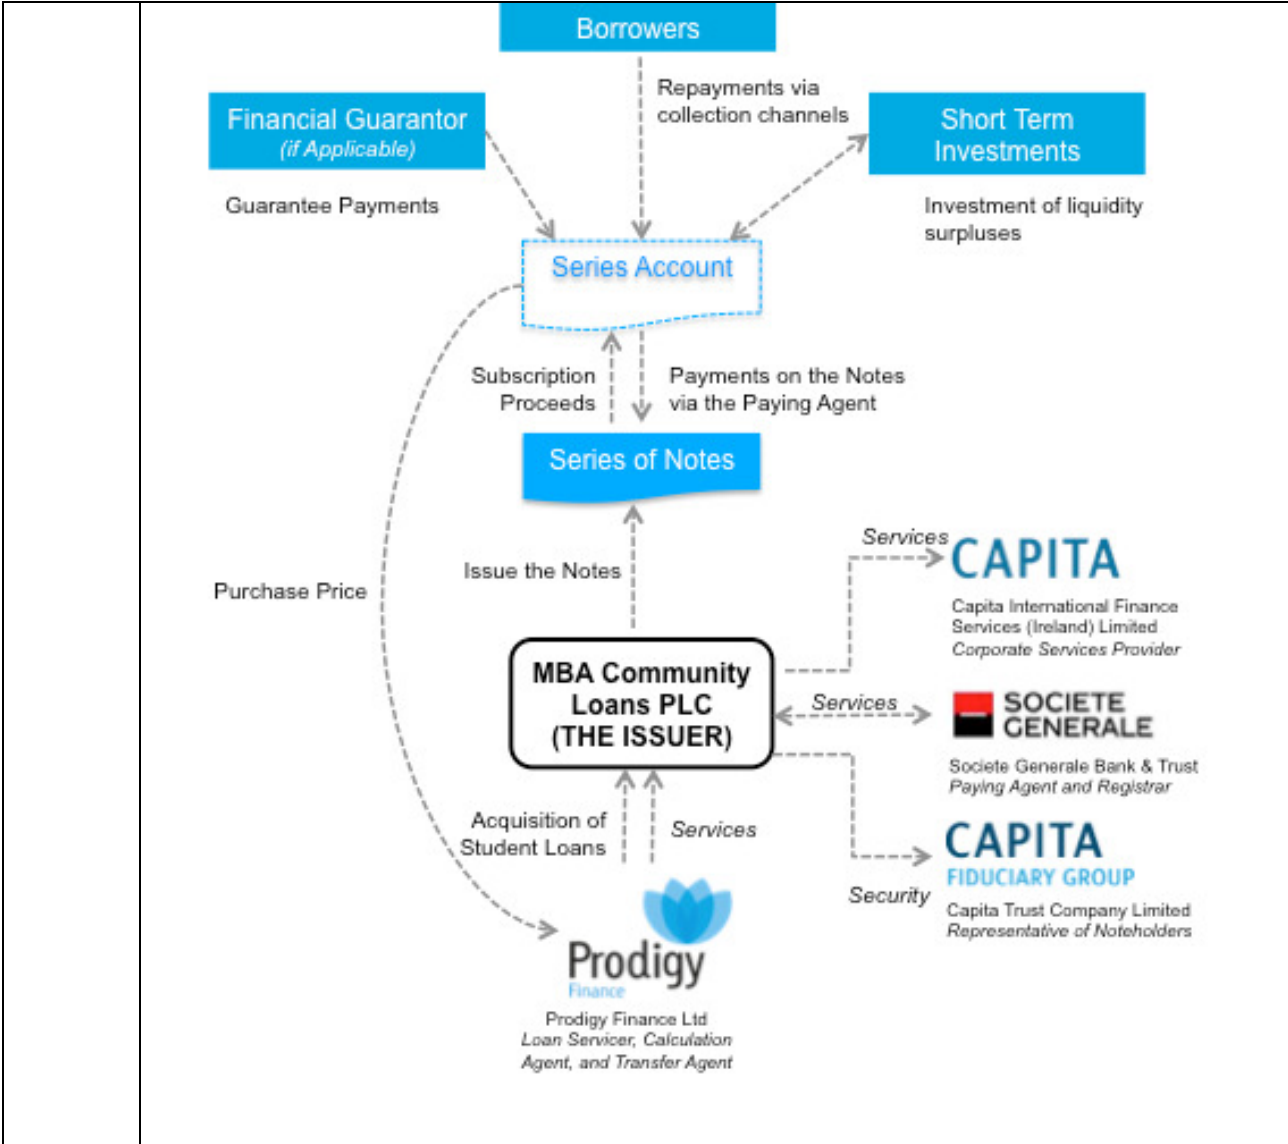 Borrowers
Repayments via
collection channels
Financial Guarantor
(if Applicable)
Short Term
Investments
Guarantee Payments
Investment of liquidity
surpluses
Series Account
Subscription
Proceeds
Payments on the Notes
via the Paying Agent
Series of Notes
Issue the Notes
Purchase Price
Services
CAPITA
Capita International Finance
Services (Ireland) Limited
Corporate Services Provider
MBA Community
Loans PLC
(THE ISSUER)
Services
SOCIETE
GENERALE
Societe Generale Bank & Trust
Paying Agent and Registrar
Acquisition of
Student Loans
Services
CAPITA
FIDUCIARY GROUP
Security
Capita Trust Company Limited
Representative of Noteholders
Prodigy
Finance
Prodigy Finance Ltd
Loan Servicer, Calculation
Agent, and Transfer Agent